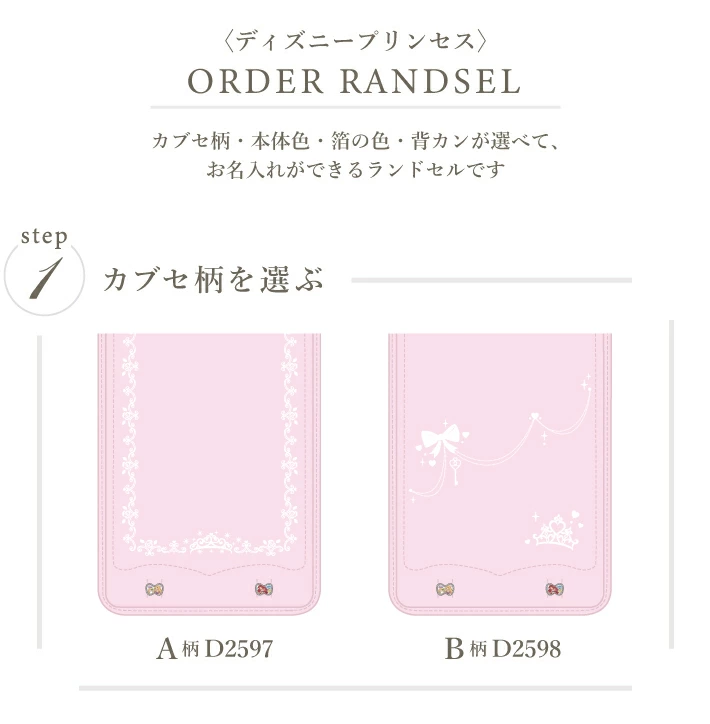 〈ディズニープリンセス〉
ORDER RANDSEL
カブセ柄・本体色・箔の色・背カンが選べて、
お名入れができるランドセルです
step
1 カブセ柄を選ぶ
A柄 D2597
B柄 D2598